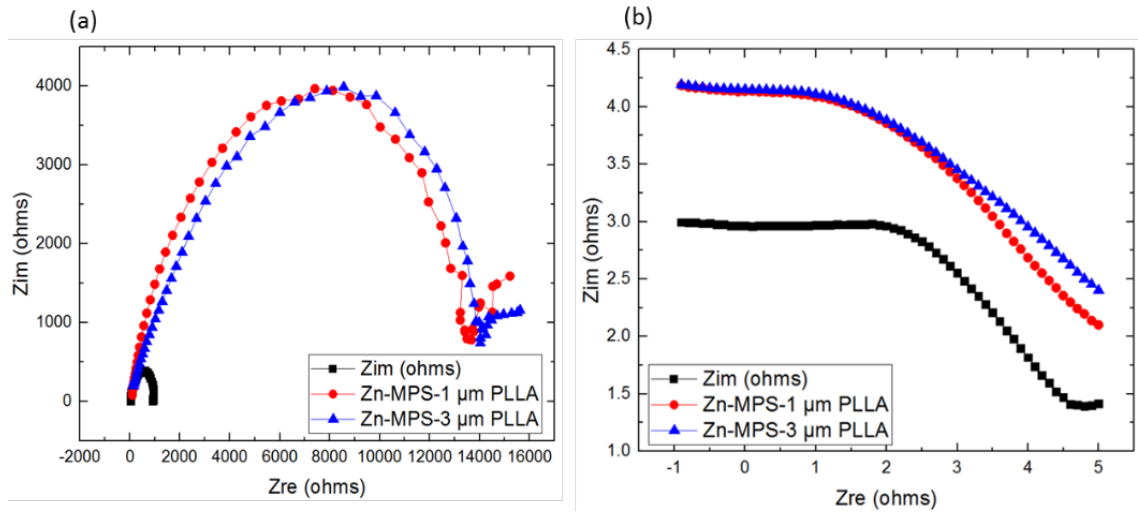 (a)
4000
3000
2000
1000
0
-2000 0 2000 4000 6000 8000 10000 12000 14000 16000
Zim (ohms)
Zre (ohms)
Zim (ohms)
Zn-MPS-1 µm PLLA
Zn-MPS-3 µm PLLA
(b)
4.5
4.0
3.5
3.0
2.5
2.0
1.5
1.0
-1 0 1 2 3 4 5
Zim (ohms)
Zre (ohms)
Zim (ohms)
Zn-MPS-1 µm PLLA
Zn-MPS-3 µm PLLA